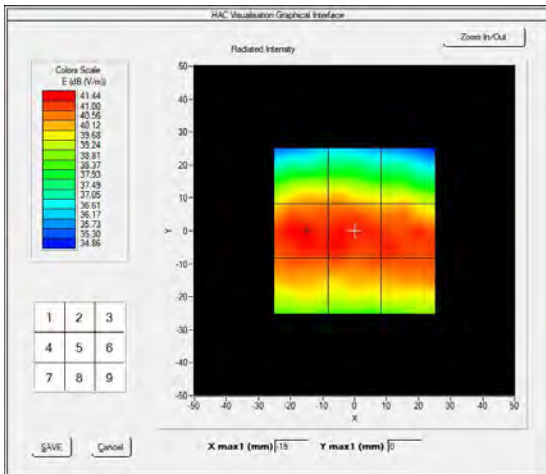 HAC Visualisation Graphical Interface
Zoom In/Out
Radiated Intensity
Colors Scale
E (dB (V/m))
41.44
41.00
40.56
40.12
39.68
39.24
38.81
38.37
37.93
37.49
37.05
36.61
36.17
35.73
35.30
34.86
50
40
30
20
10
0
-10
-20
-30
-40
-50
Y
-50 -40 -30 -20 -10 0 10 20 30 40 50
X
1 2 3
4 5 6
7 8 9
SAVE
Cancel
X max1 (mm) -15 Y max1 (mm) 0